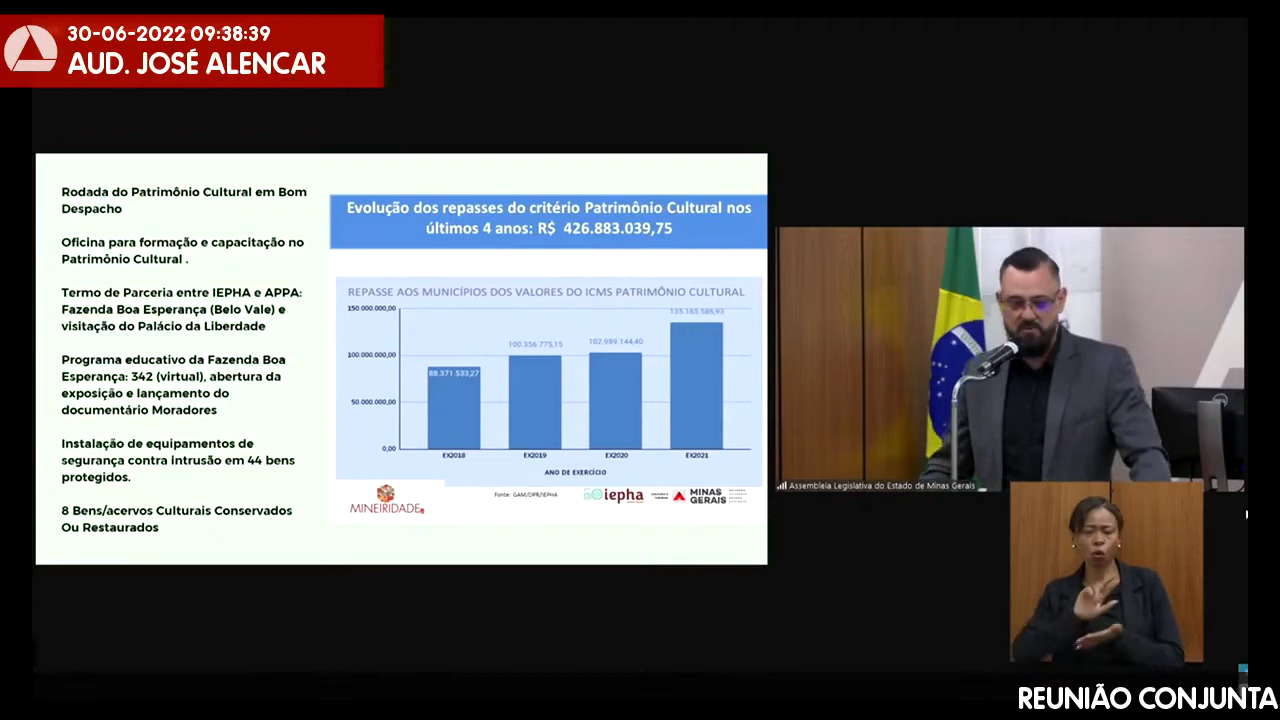 30-06-2022 09:38:39
AUD. JOSÉ ALENCAR
Rodada do Patrimônio Cultural em Bom
Despacho
Oficina para formação e capacitação no
Patrimônio Cultural .
Termo de Parceria entre IEPHA e APPA:
Fazenda Boa Esperança (Belo Vale) e
visitação do Palácio da Liberdade
Programa educativo da Fazenda Boa
Esperança: 342 (virtual), abertura da
exposição e lançamento do
documentário Moradores
Instalação de equipamentos de
segurança contra intrusão em 44 bens
protegidos.
8 Bens/acervos Culturais Conservados
Ou Restaurados
Evolução dos repasses do critério Patrimônio Cultural nos
últimos 4 anos: R$ 426.883.039,75
REPASSE AOS MUNICÍPIOS DOS VALORES DO ICMS PATRIMÔNIO CULTURAL
150.000.000,00
100.000.000,00
50.000.000,00
0,00
88.371.533,27
100.356.775,15
102.989.144,40
135.165.586,93
EX2018
EX2019
EX2020
EX2021
ANO DE EXERCÍCIO
MINEIRIDADE
Fonte: GAM/DPR/IEPHA
iepha
MINAS
GERAIS
Assembleia Legislativa do Estado de Minas Gerais
REUNIÃO CONJUNTA